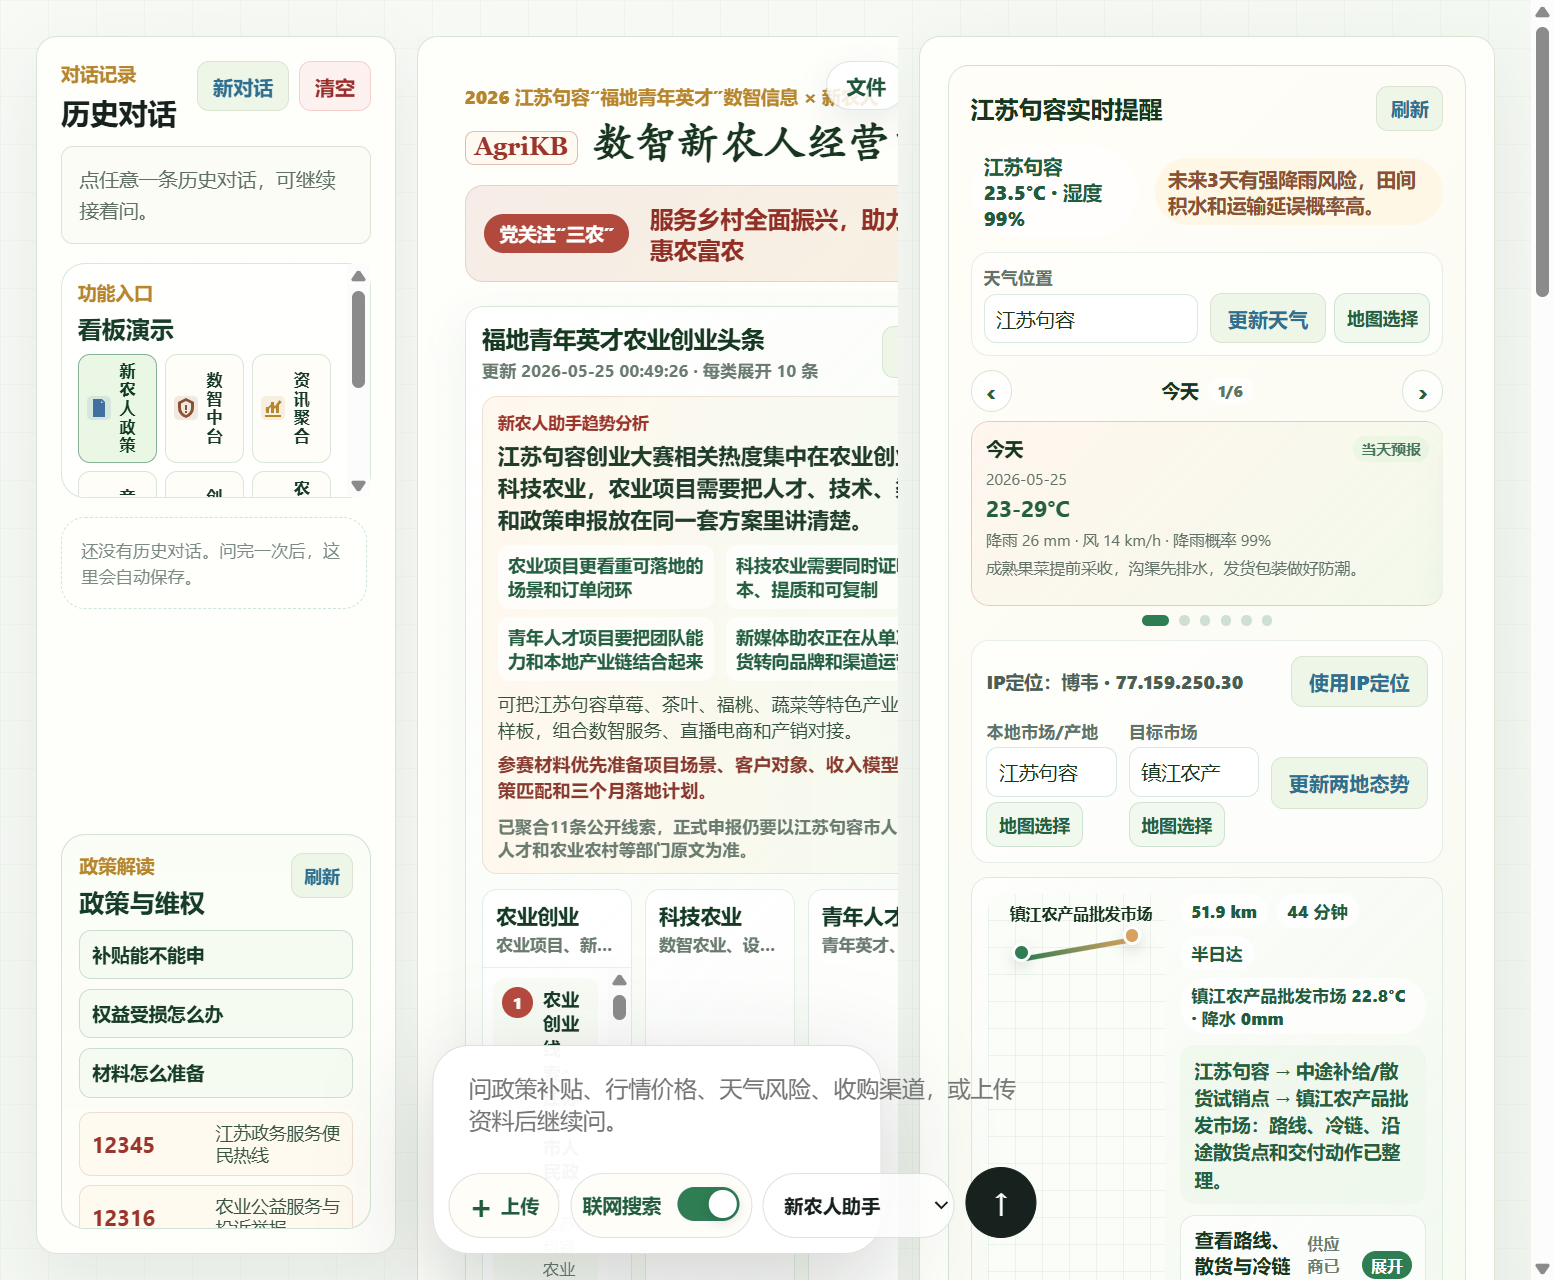 对话记录
历史对话
新对话
清空
点任意一条历史对话，可继续
接着问。
功能入口
看板演示
新农人政策
数智中台
资讯聚合
还没有历史对话。问完一次后，这
里会自动保存。
政策解读
政策与维权
刷新
补贴能不能申
权益受损怎么办
材料怎么准备
12345
江苏政务服务便
民热线
12316
农业公益服务与
文件
2026 江苏句容“福地青年英才”数智信息 × 新农人
AgriKB
数智新农人经营
党关注“三农”
服务乡村全面振兴，助力
惠农富农
福地青年英才农业创业头条
更新 2026-05-25 00:49:26 · 每类展开 10 条
新农人助手趋势分析
江苏句容创业大赛相关热度集中在农业创业
科技农业，农业项目需要把人才、技术、
和政策申报放在同一套方案里讲清楚。
农业项目更看重可落地的
场景和订单闭环
科技农业需要同时证
本、提质和可复制
青年人才项目要把团队能
力和本地产业链结合起来
新媒体助农正在从单
货转向品牌和渠道运
可把江苏句容草莓、茶叶、福桃、蔬菜等特色产业
样板，组合数智服务、直播电商和产销对接。
参赛材料优先准备项目场景、客户对象、收入模型
策匹配和三个月落地计划。
已聚合11条公开线索，正式申报仍要以江苏句容市人
人才和农业农村等部门原文为准。
农业创业
农业项目、新...
科技农业
数智农业、设...
青年人才
青年英才、
1
农业
创业
线
市人
民政
农业
问政策补贴、行情价格、天气风险、收购渠道，或上传
资料后继续问。
+ 上传
联网搜索
新农人助手
↑
江苏句容实时提醒
刷新
江苏句容
23.5°C · 湿度
99%
未来3天有强降雨风险，田间
积水和运输延误概率高。
天气位置
江苏句容
更新天气
地图选择
‹
今天 1/6
›
今天
当天预报
2026-05-25
23-29°C
降雨 26 mm · 风 14 km/h · 降雨概率 99%
成熟果菜提前采收，沟渠先排水，发货包装做好防潮。
IP定位：博韦 · 77.159.250.30
使用IP定位
本地市场/产地
目标市场
江苏句容
镇江农产
更新两地态势
地图选择
地图选择
镇江农产品批发市场
51.9 km
44 分钟
半日达
镇江农产品批发市场 22.8°C
· 降水 0mm
江苏句容 → 中途补给/散
货试销点 → 镇江农产品批
发市场：路线、冷链、沿
途散货点和交付动作已整
理。
查看路线、
散货与冷链
供应
商已
展开